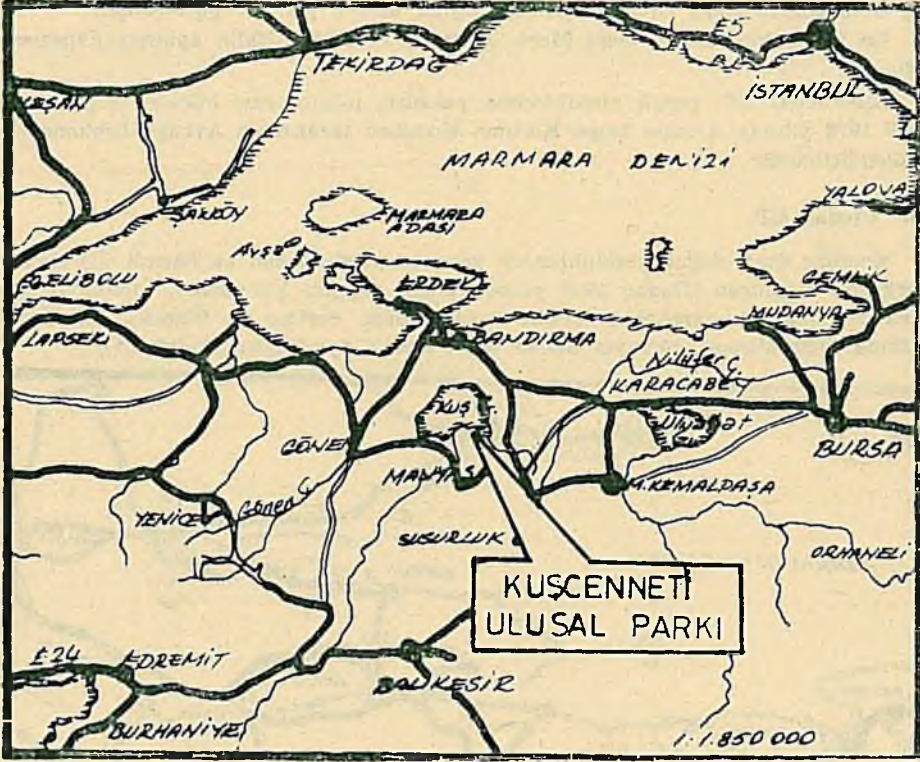 E5
TEKİRDAĞ
İSTANBUL
KEŞAN
MARMARA DENİZİ
YALOVA
ŞARKÖY
MARMARA
ADASI
Avşa
GELİBOLU
ERDEK
GEMLİK
MUDANYA
LAPSEKİ
BANDIRMA
Nilüfer Ç.
KARACABEY
KUŞ G.
Ulubat
GÖNEN
BURSA
MANYAS
M.KEMALPAŞA
YENİCE
Gönen Ç.
SUSURLUK
ORHANELİ
KUŞCENNETİ
ULUSAL PARKI
E24
EDREMİT
BALIKESİR
BURHANİYE
1:1.850 000